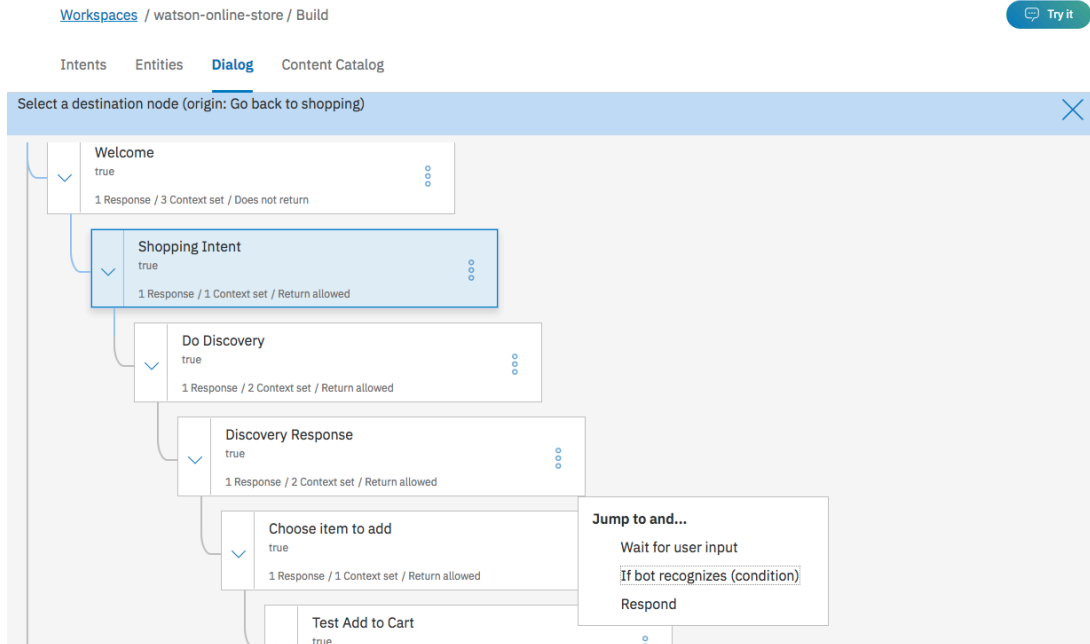 Workspaces / watson-online-store / Build
Try it
Intents Entities Dialog Content Catalog
Select a destination node (origin: Go back to shopping)
Welcome
true
1 Response / 3 Context set / Does not return
Shopping Intent
true
1 Response / 1 Context set / Return allowed
Do Discovery
true
1 Response / 2 Context set / Return allowed
Discovery Response
true
1 Response / 2 Context set / Return allowed
Choose item to add
true
1 Response / 1 Context set / Return allowed
Jump to and...
Wait for user input
If bot recognizes (condition)
Respond
Test Add to Cart
true